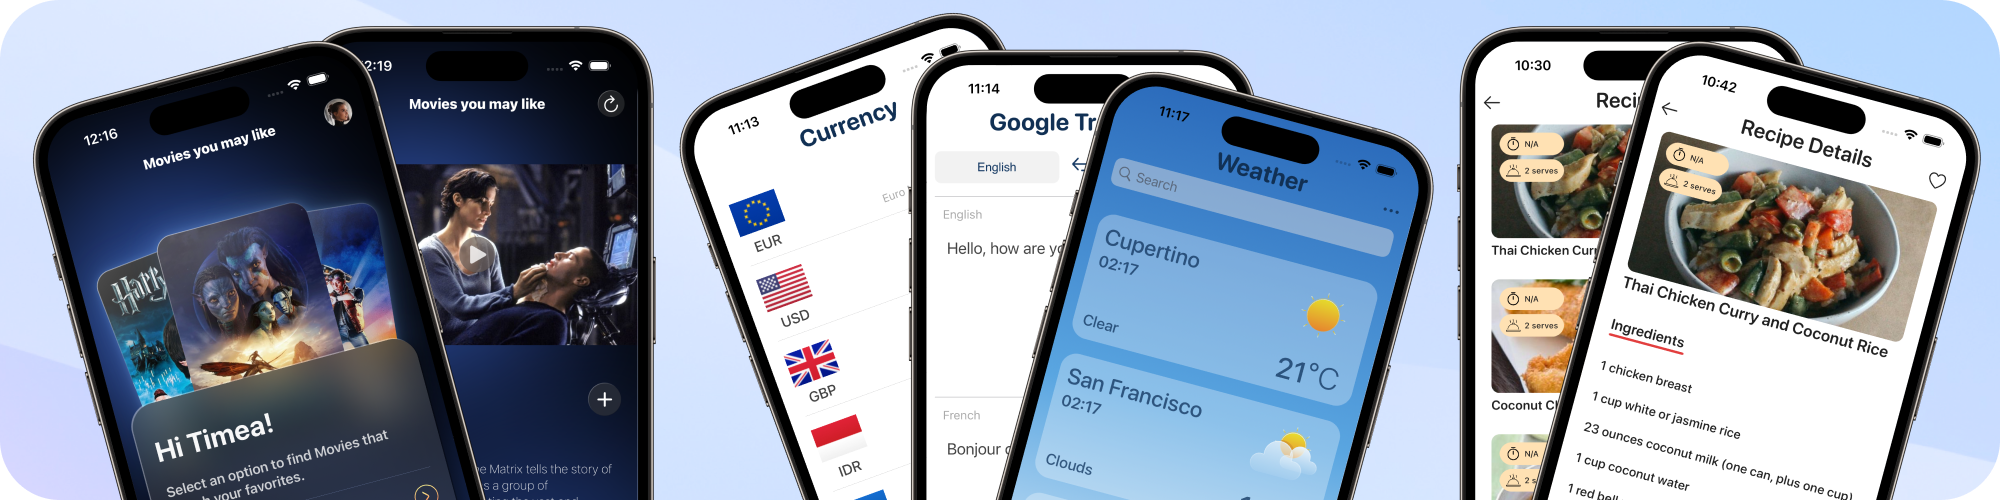 12:16
Movies you may like
Harry
Hi Timea!
Select an option to find Movies that
your favorites.
2:19
Movies you may like
Matrix tells the story of
s a group of
11:13
Currency
Euro
EUR
USD
GBP
IDR
11:14
Google Tr
English
English
Hello, how are yo
French
Bonjour
11:17
Weather
Search
Cupertino
02:17
Clear
21°C
San Francisco
02:17
Clouds
10:30
Reci
N/A
2 serves
Thai Chicken Curr
N/A
2 serves
Coconut Ch
N/A
2 s
10:42
Recipe Details
N/A
2 serves
Thai Chicken Curry and Coconut Rice
Ingredients
1 chicken breast
1 cup white or jasmine rice
23 ounces coconut milk (one can, plus one cup)
1 cup coconut water
1 red bell